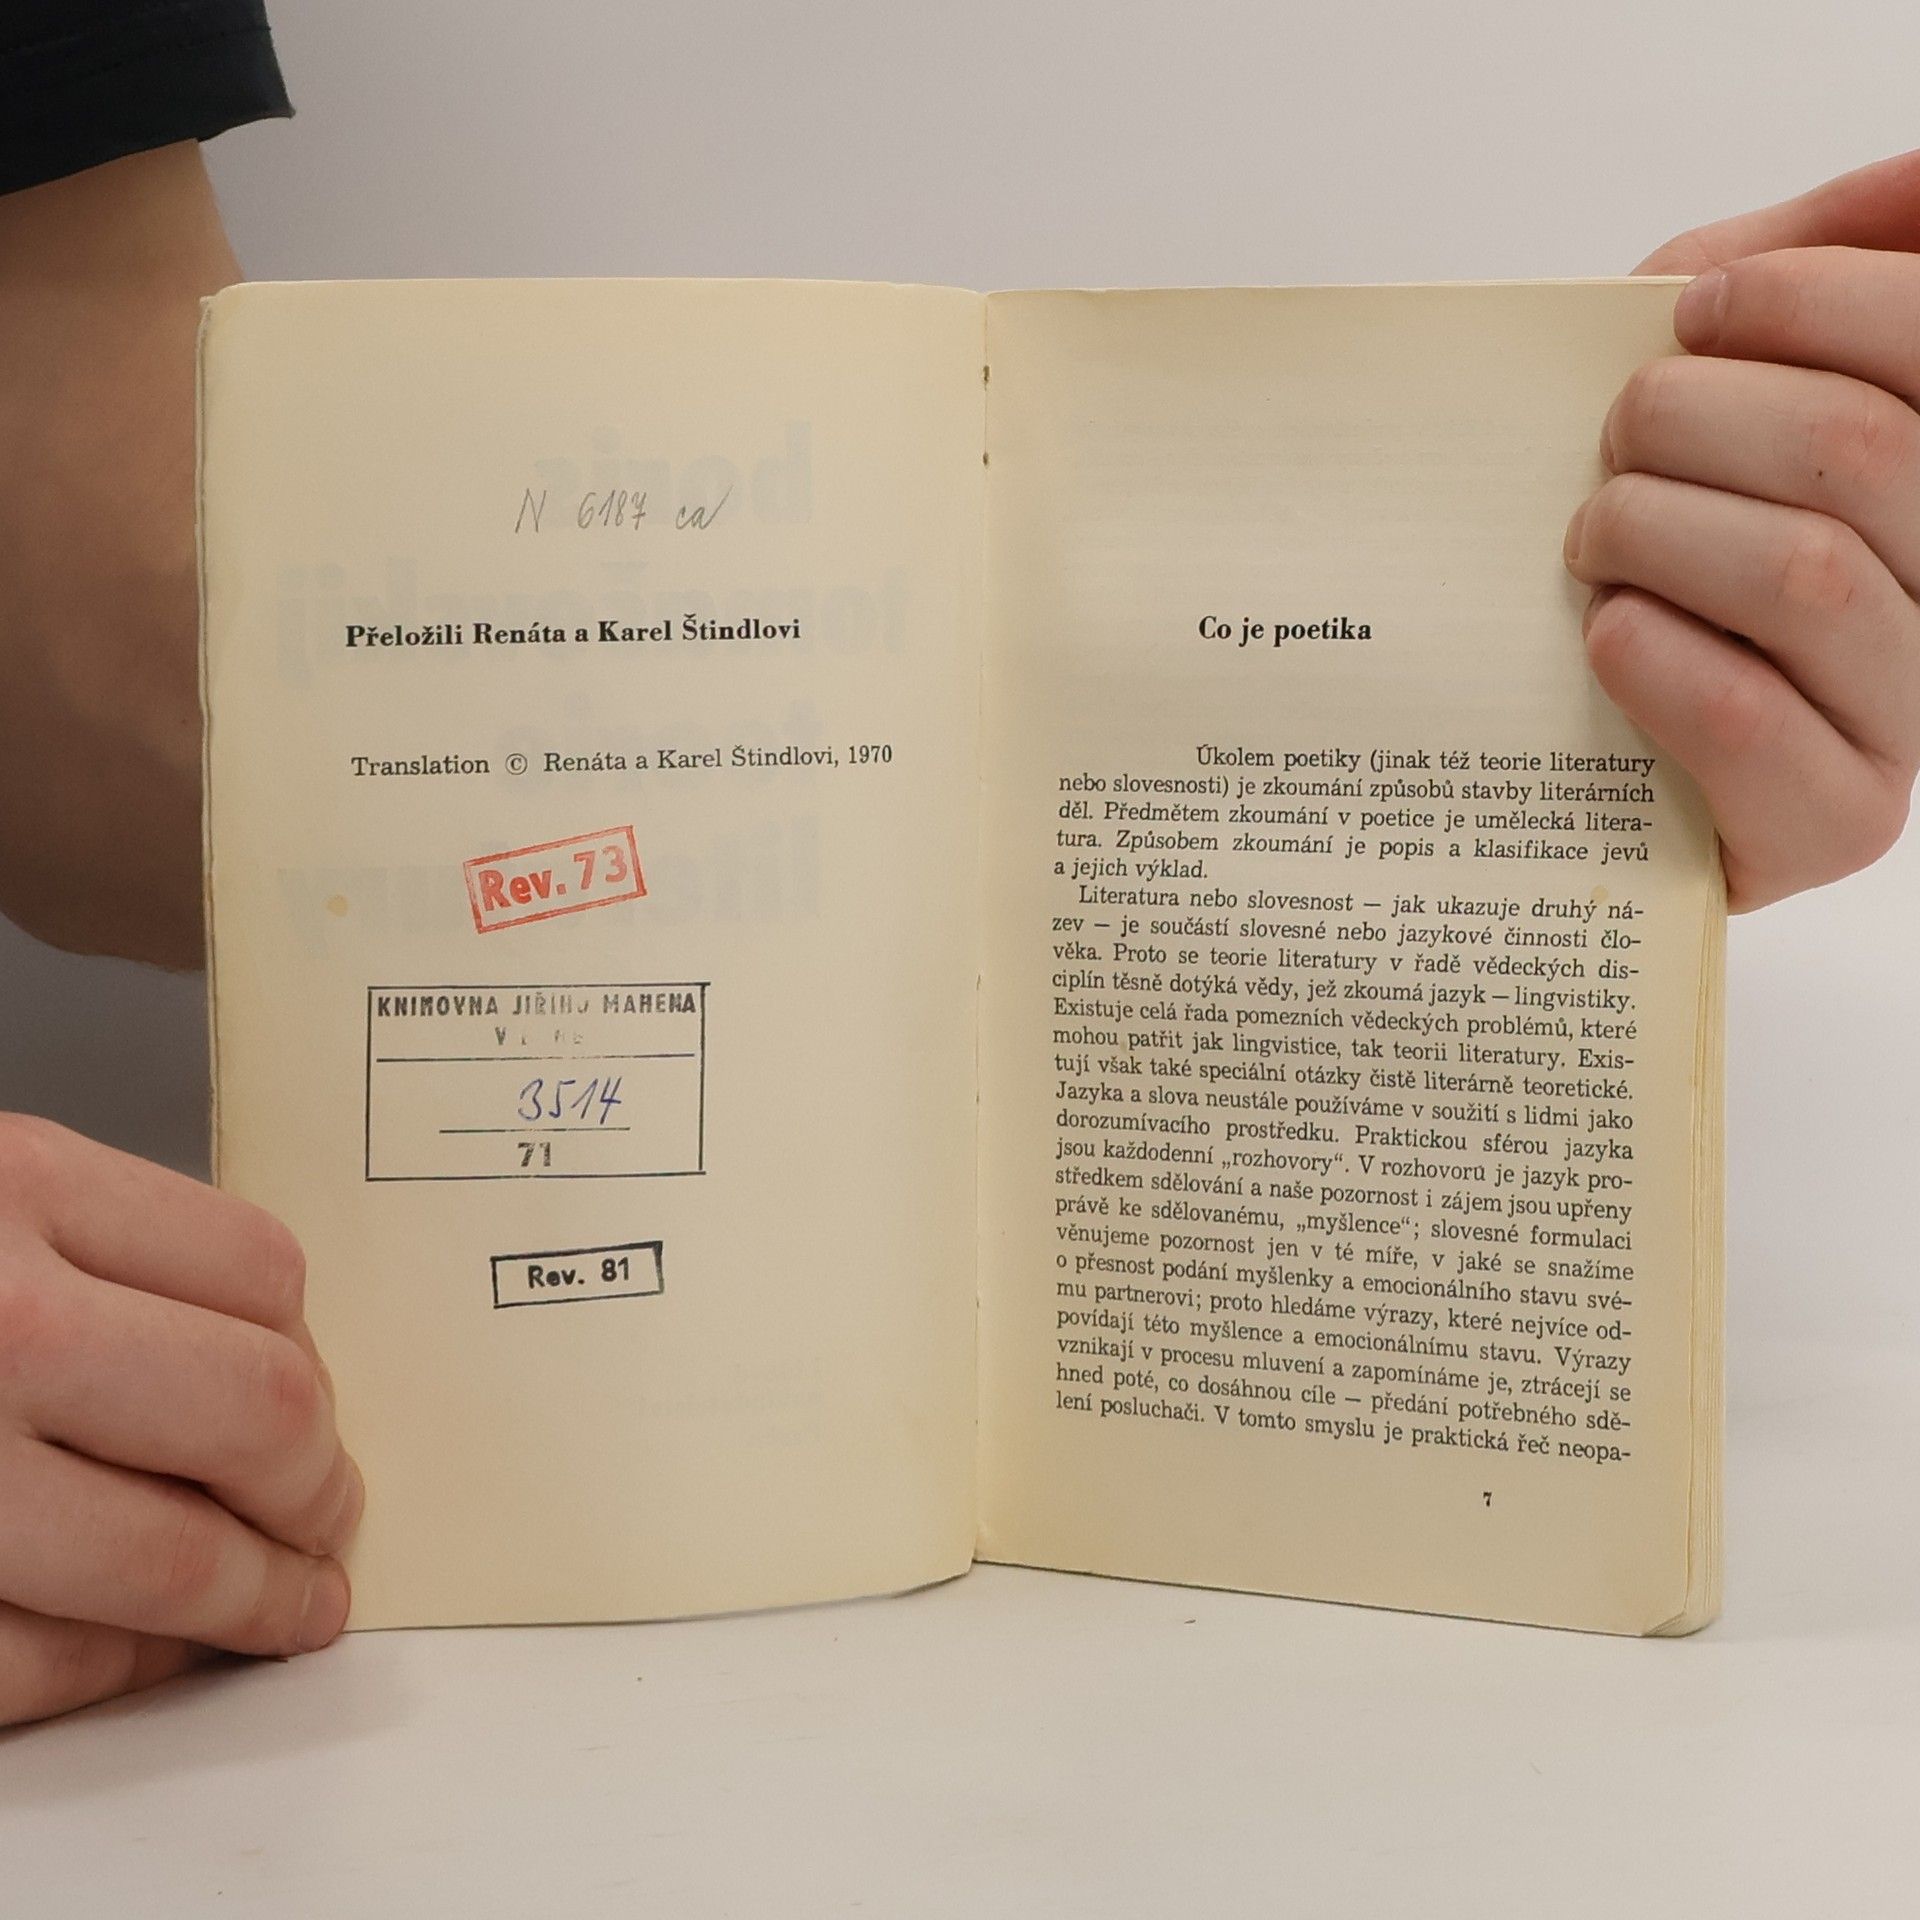 N 6187 ca
Přeložili Renáta a Karel Štindlovi
Translation © Renáta a Karel Štindlovi, 1970
Rev. 73
KNIHOVNA JIŘÍHO MAHENA
V
3514
71
Rev. 81
Co je poetika
Úkolem poetiky (jinak též teorie literatury
nebo slovesnosti) je zkoumání způsobů stavby literárních
děl. Předmětem zkoumání v poetice je umělecká litera-
tura. Způsobem zkoumání je popis a klasifikace jevů
a jejich výklad.
Literatura nebo slovesnost — jak ukazuje druhý ná-
zev — je součástí slovesné nebo jazykové činnosti člo-
věka. Proto se teorie literatury v řadě vědeckých dis-
ciplín těsně dotýká vědy, jež zkoumá jazyk — lingvistiky.
Existuje celá řada pomezních vědeckých problémů, které
mohou patřit jak lingvistice, tak teorii literatury. Exis-
tují však také speciální otázky čistě literárně teoretické.
Jazyka a slova neustále používáme v soužití s lidmi jako
dorozumívacího prostředku. Praktickou sférou jazyka
jsou každodenní „rozhovory“. V rozhovoru je jazyk pro-
středkem sdělování a naše pozornost i zájem jsou upřeny
právě ke sdělovanému, „myšlence“; slovesné formulaci
věnujeme pozornost jen v té míře, v jaké se snažíme
o přesnost podání myšlenky a emocionálního stavu své-
mu partnerovi; proto hledáme výrazy, které nejvíce od-
povídají této myšlence a emocionálnímu stavu. Výrazy
vznikají v procesu mluvení a zapomínáme je, ztrácejí se
hned poté, co dosáhnou cíle — předání potřebného sdě-
lení posluchači. V tomto smyslu je praktická řeč neopa-
7